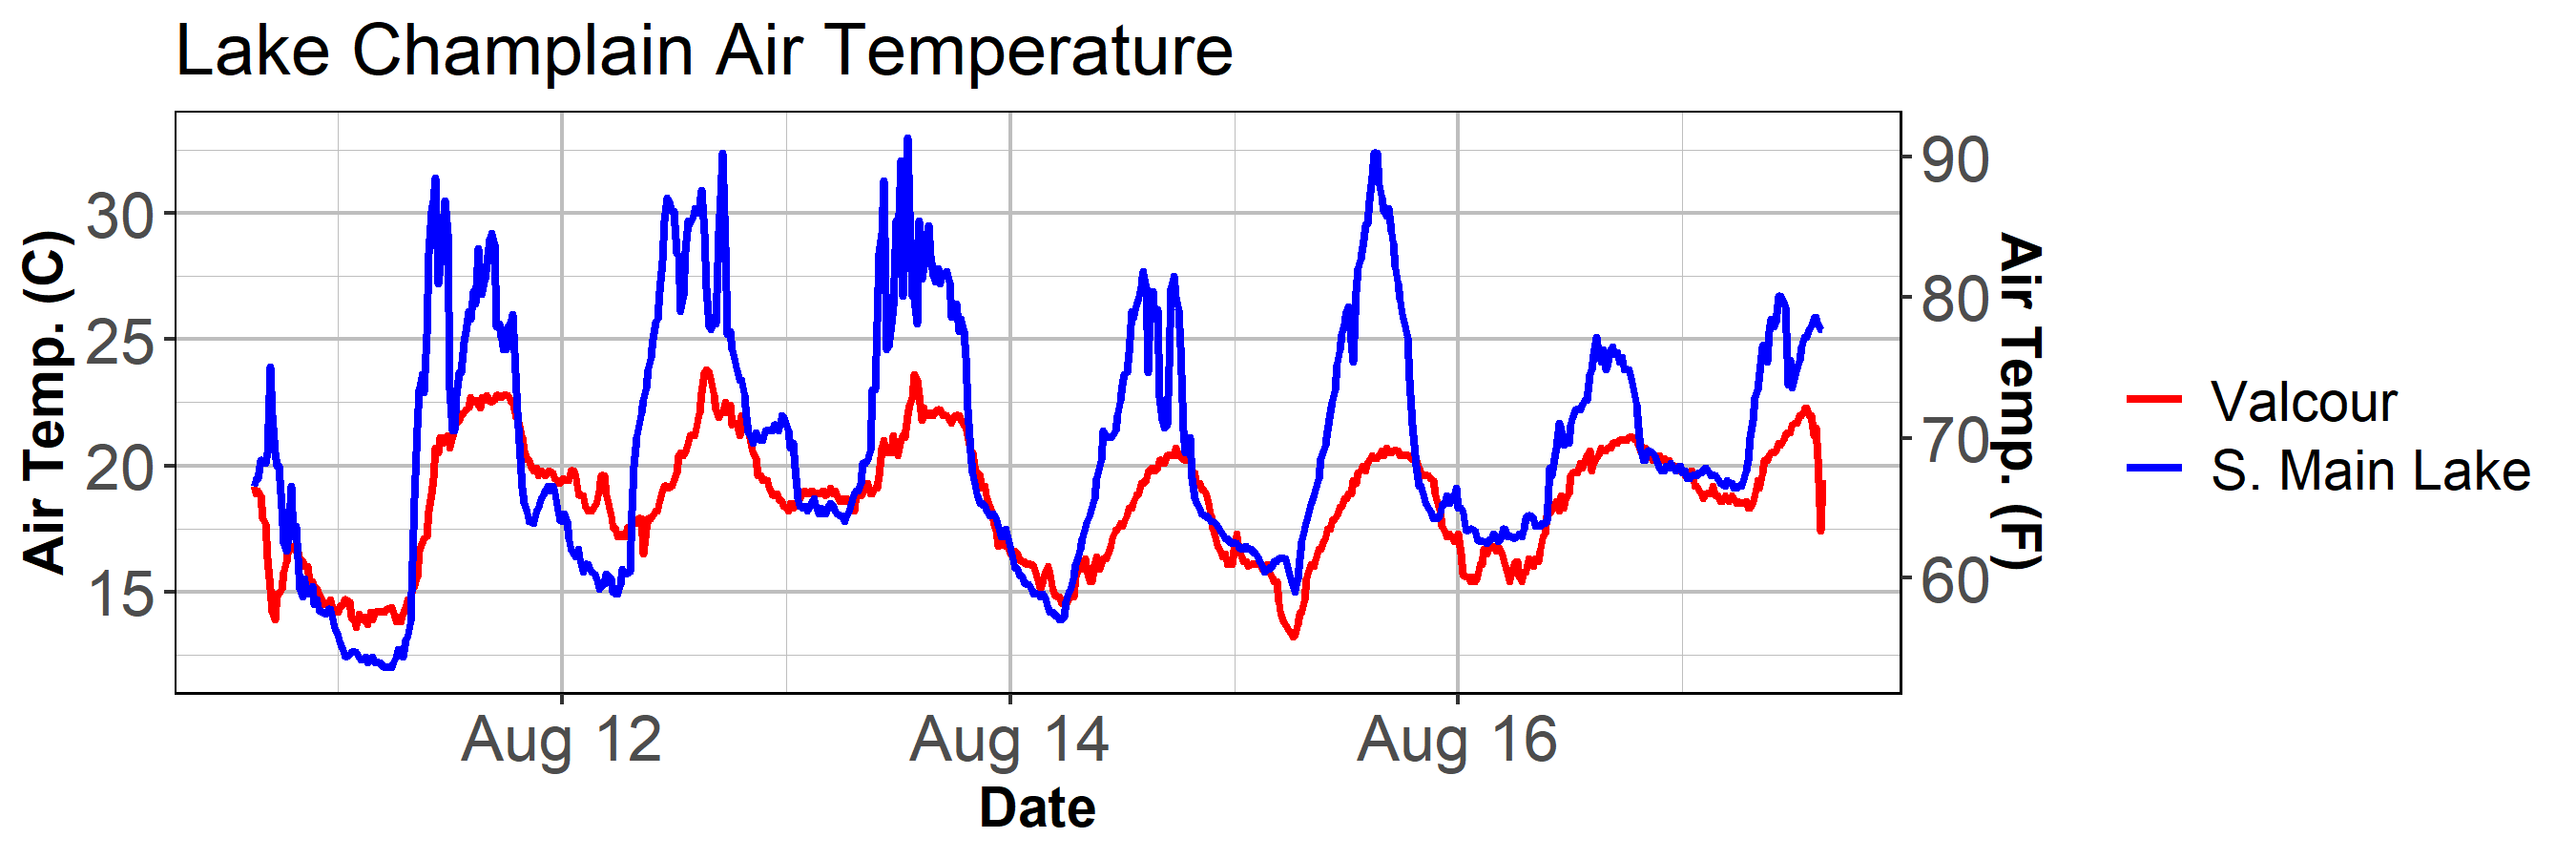 Lake Champlain Air Temperature
Air Temp. (C)
30
25
20
15
90
80
70
60
Air Temp. (F)
Aug 12
Aug 14
Aug 16
Date
Valcour
S. Main Lake